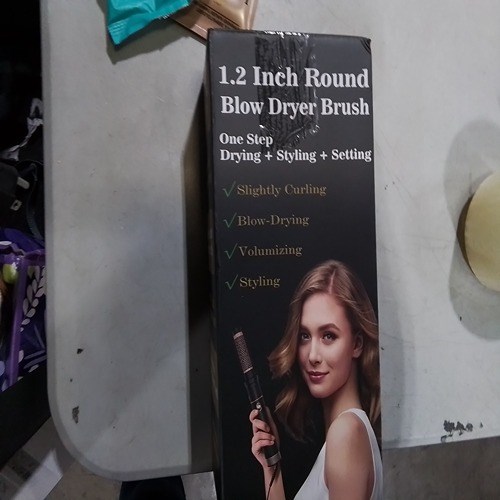 1.2 Inch Round
Blow Dryer Brush
One Step
Drying + Styling + Setting
Slightly Curling
Blow-Drying
Volumizing
Styling